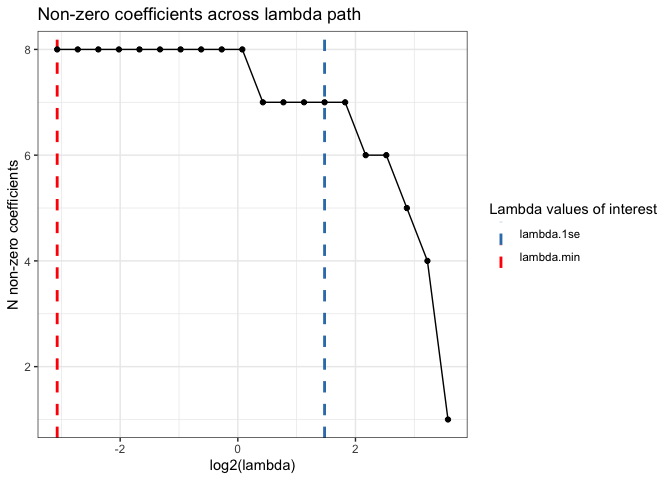 Non-zero coefficients across lambda path
N non-zero coefficients
8
6
4
2
-2
0
2
log2(lambda)
Lambda values of interest
lambda.1se
lambda.min